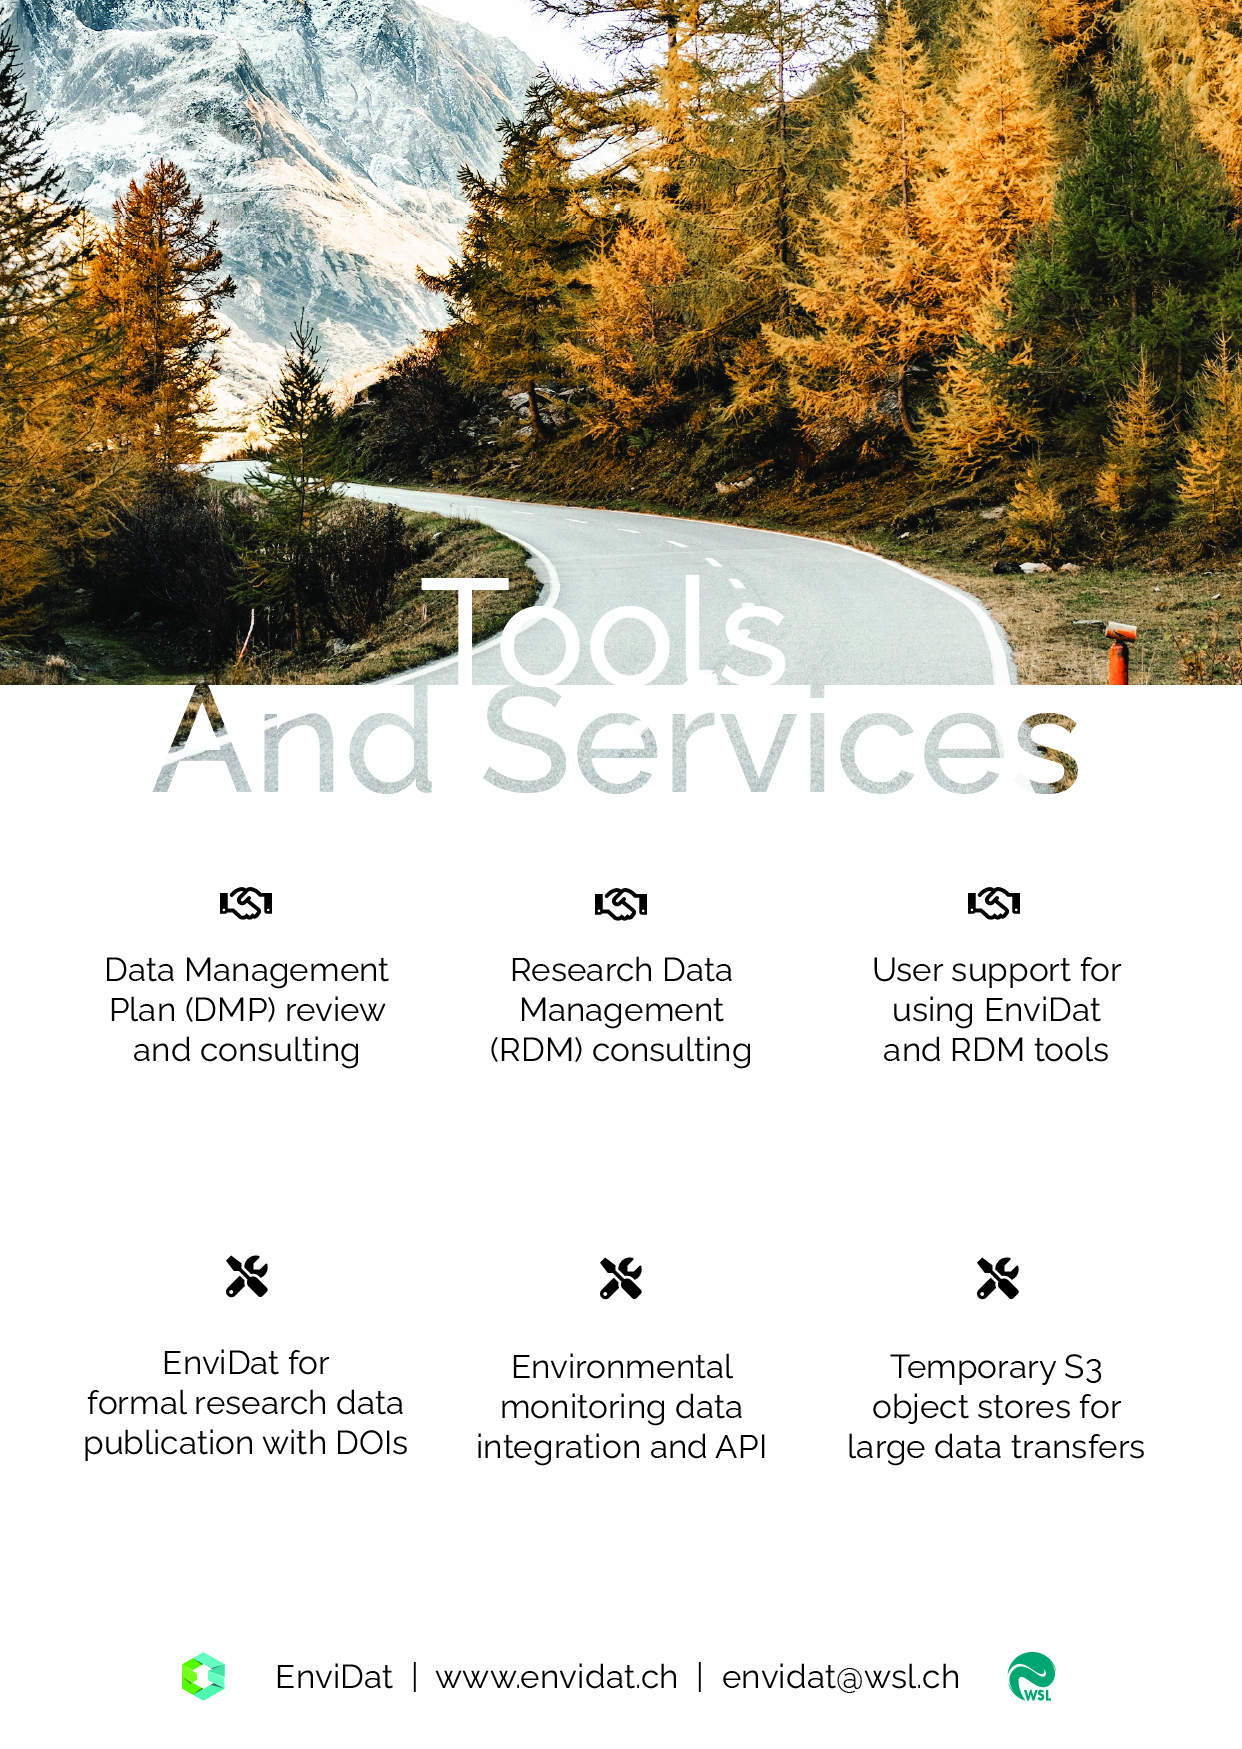 Tools
And Services
Data Management
Plan (DMP) review
and consulting
Research Data
Management
(RDM) consulting
User support for
using EnviDat
and RDM tools
EnviDat for
formal research data
publication with DOIs
Environmental
monitoring data
integration and API
Temporary S3
object stores for
large data transfers
EnviDat | www.envidat.ch | envidat@wsl.ch
WSL